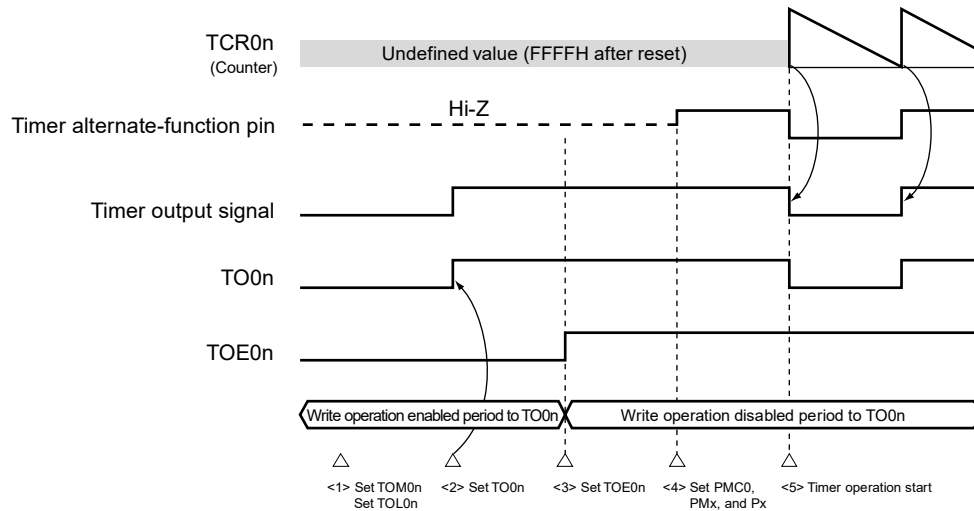 TCR0n
(Counter)
Undefined value (FFFFH after reset)
Hi-Z
Timer alternate-function pin
Timer output signal
TO0n
TOE0n
Write operation enabled period to TO0n
Write operation disabled period to TO0n
<1> Set TOM0n
Set TOL0n
<2> Set TO0n
<3> Set TOE0n
<4> Set PMC0,
PMx, and Px
<5> Timer operation start